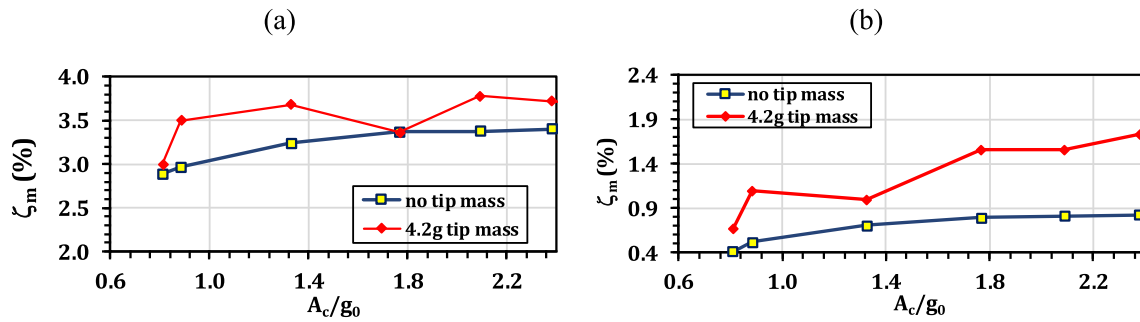 (a)
(b)
4.0
3.5
3.0
2.5
2.0
ζm (%)
no tip mass
4.2g tip mass
0.6 1.0 1.4 1.8 2.2
Ac/g0
2.4
1.9
1.4
0.9
0.4
ζm (%)
no tip mass
4.2g tip mass
0.6 1.0 1.4 1.8 2.2
Ac/g0